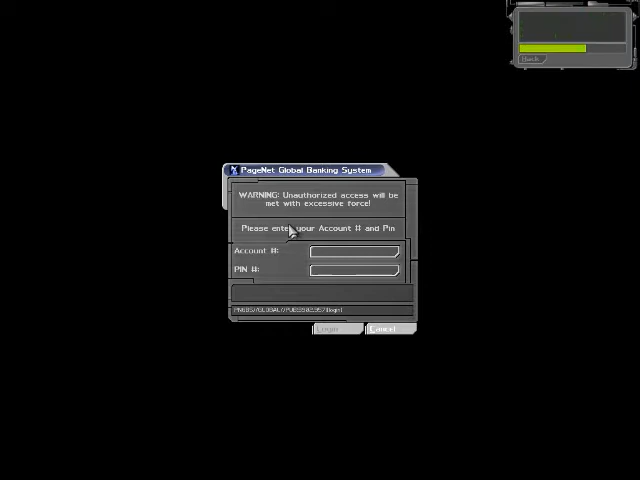 Hack
PageNet Global Banking System
WARNING: Unauthorized access will be
met with excessive force!
Please enter your Account # and Pin
Account #:
PIN #:
Login
Cancel